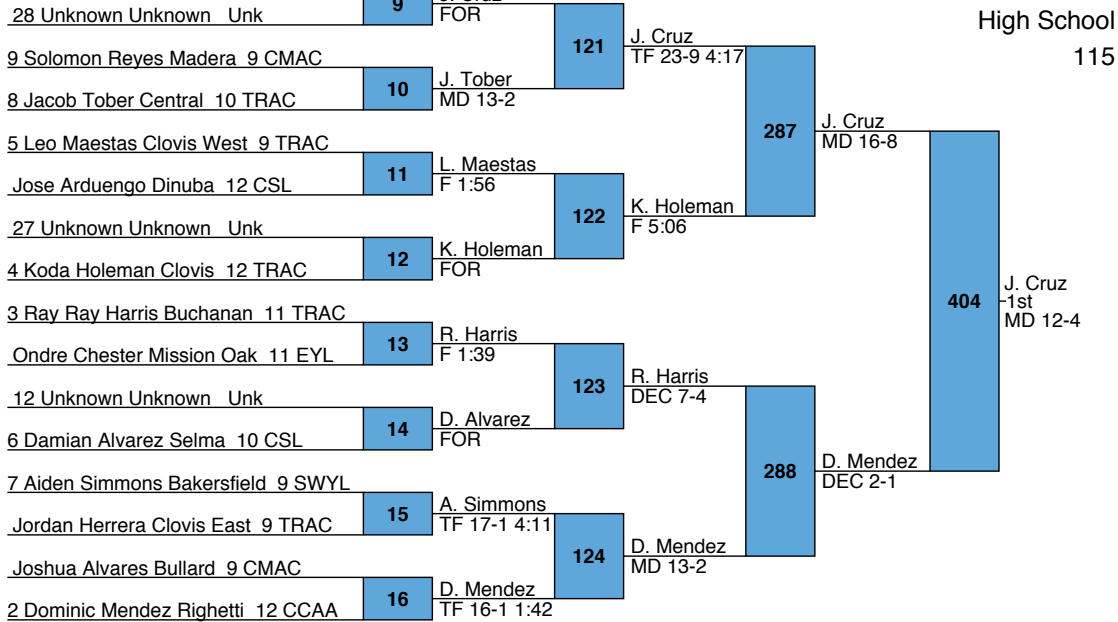 9
FOR
28 Unknown Unknown Unk
High School
115
121
J. Cruz
TF 23-9 4:17
9 Solomon Reyes Madera 9 CMAC
10
J. Tober
MD 13-2
8 Jacob Tober Central 10 TRAC
287
J. Cruz
MD 16-8
5 Leo Maestas Clovis West 9 TRAC
11
L. Maestas
F 1:56
Jose Arduengo Dinuba 12 CSL
122
K. Holeman
F 5:06
27 Unknown Unknown Unk
12
K. Holeman
FOR
4 Koda Holeman Clovis 12 TRAC
404
J. Cruz
1st
MD 12-4
3 Ray Ray Harris Buchanan 11 TRAC
13
R. Harris
F 1:39
Ondre Chester Mission Oak 11 EYL
123
R. Harris
DEC 7-4
12 Unknown Unknown Unk
14
D. Alvarez
FOR
6 Damian Alvarez Selma 10 CSL
288
D. Mendez
DEC 2-1
7 Aiden Simmons Bakersfield 9 SWYL
15
A. Simmons
TF 17-1 4:11
Jordan Herrera Clovis East 9 TRAC
124
D. Mendez
MD 13-2
Joshua Alvares Bullard 9 CMAC
16
D. Mendez
TF 16-1 1:42
2 Dominic Mendez Righetti 12 CCAA